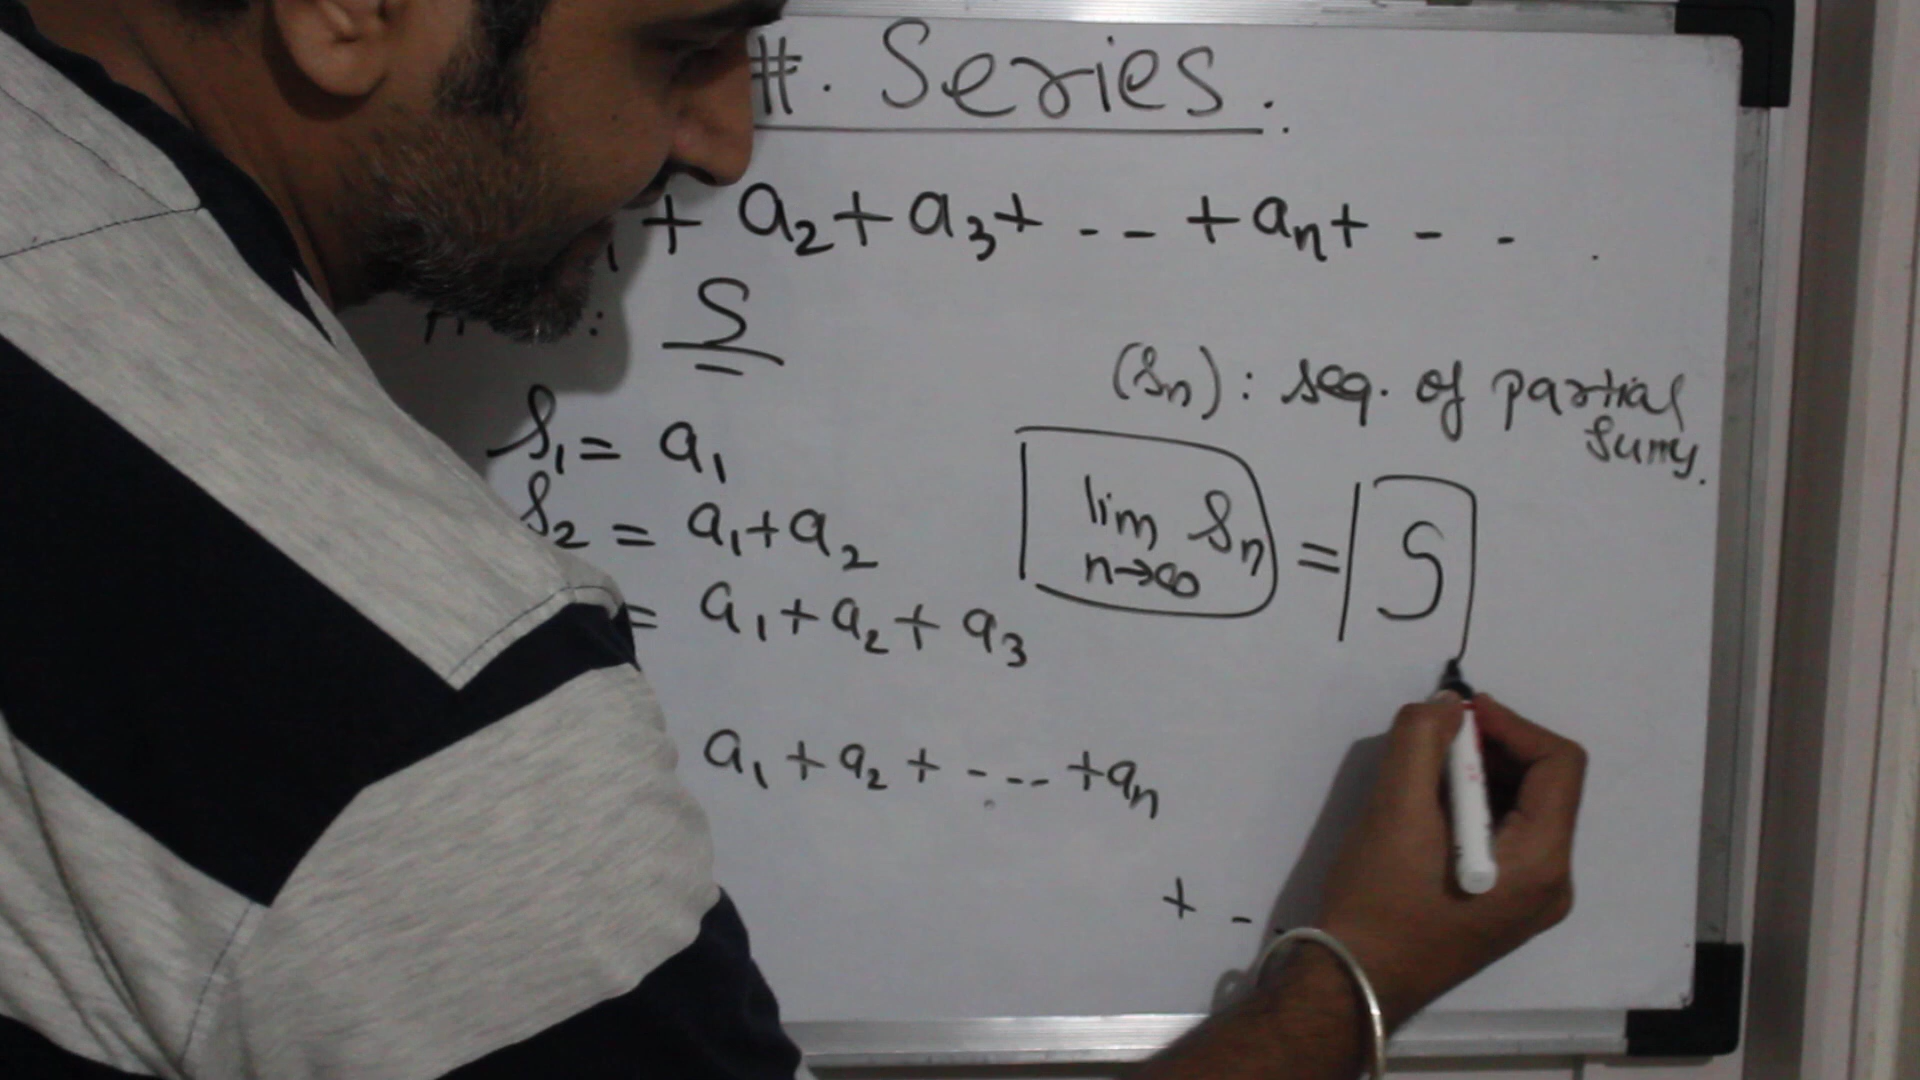 #. Series.
+ a₂ + a₃ + - - - + aₙ + - - .
: S
(Sₙ) : seq. of partial sums.
S₁ = a₁
S₂ = a₁ + a₂
lim n→∞ Sₙ = S
= a₁ + a₂ + a₃
a₁ + a₂ + - - - - + aₙ
+ - .